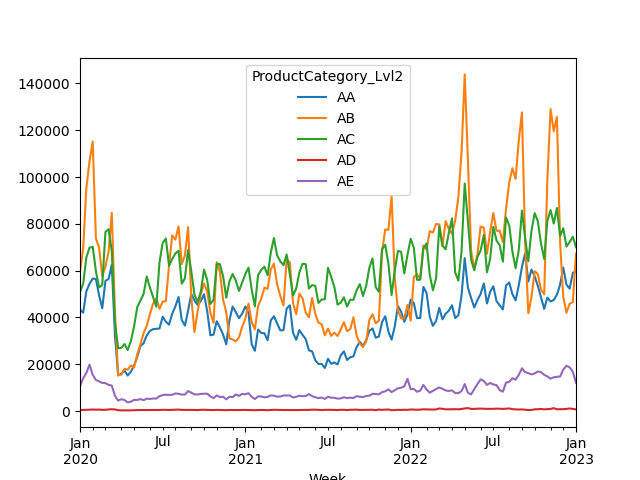 ProductCategory_Lvl2
AA
AB
AC
AD
AE
140000
120000
100000
80000
60000
40000
20000
0
Jan Jul Jan Jul Jan Jul Jan
2020 2021 2022 2023
Week